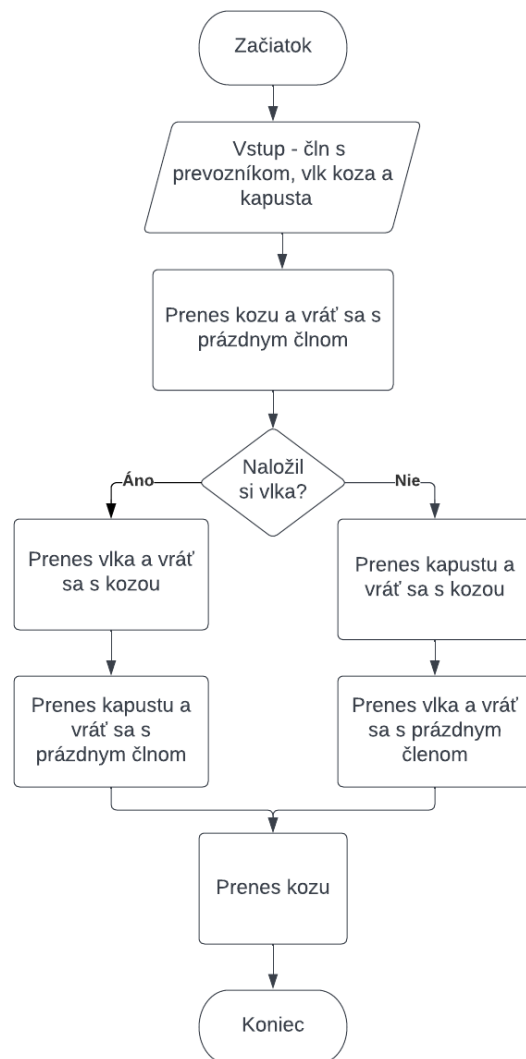 Začiatok
Vstup - čln s
prevozníkom, vlk koza a
kapusta
Prenes kozu a vráť sa s
prázdnym člnom
Naložil
si vlka?
Áno
Nie
Prenes vlka a vráť
sa s kozou
Prenes kapustu a
vráť sa s kozou
Prenes kapustu a
vráť sa s
prázdnym člnom
Prenes vlka a vráť
sa s prázdnym
členom
Prenes kozu
Koniec